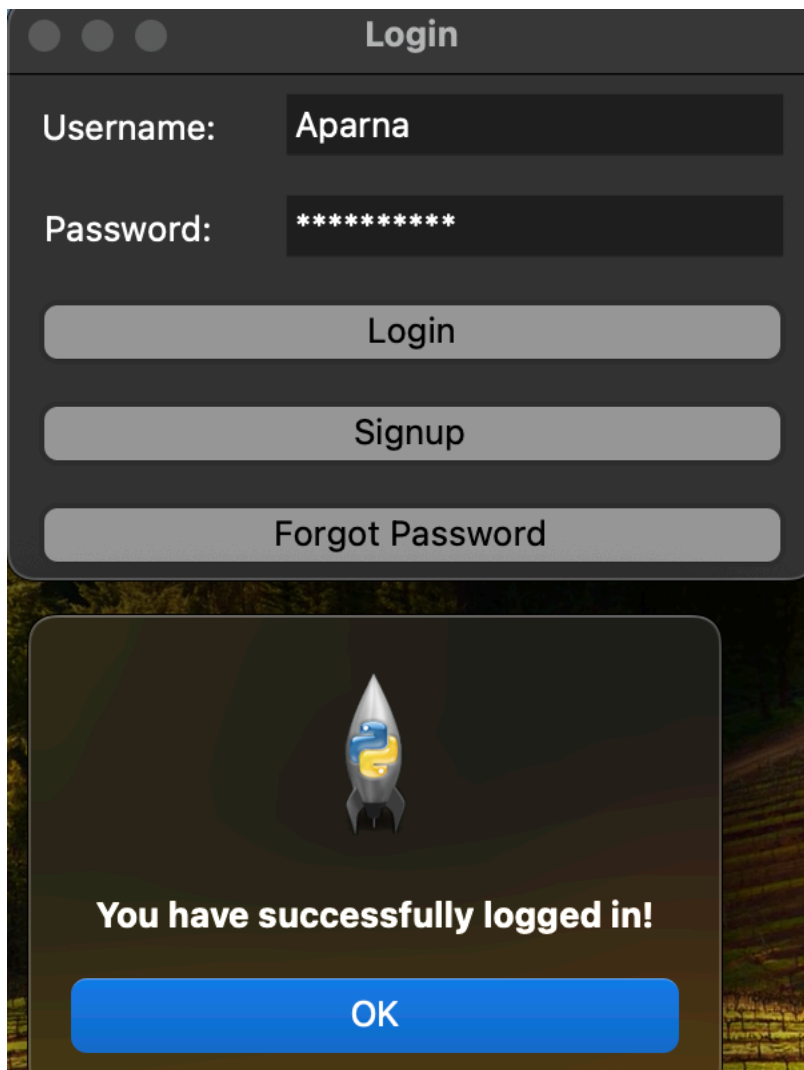 Login
Username: Aparna
Password: **********
Login
Signup
Forgot Password
You have successfully logged in!
OK